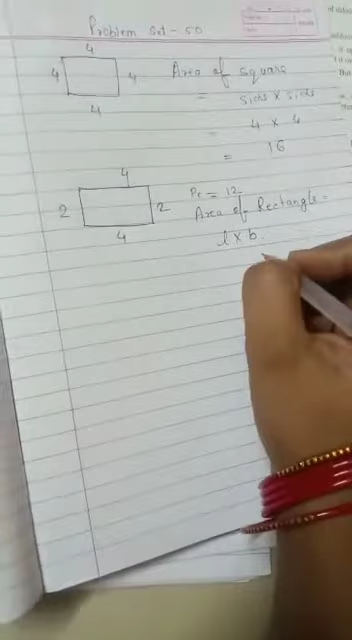 Problem Set - 50
4
4 4 Area of square
4
= side x side
= 4 x 4
= 16
4
2 2
4
= 12
Area of Rectangle =
l x b.